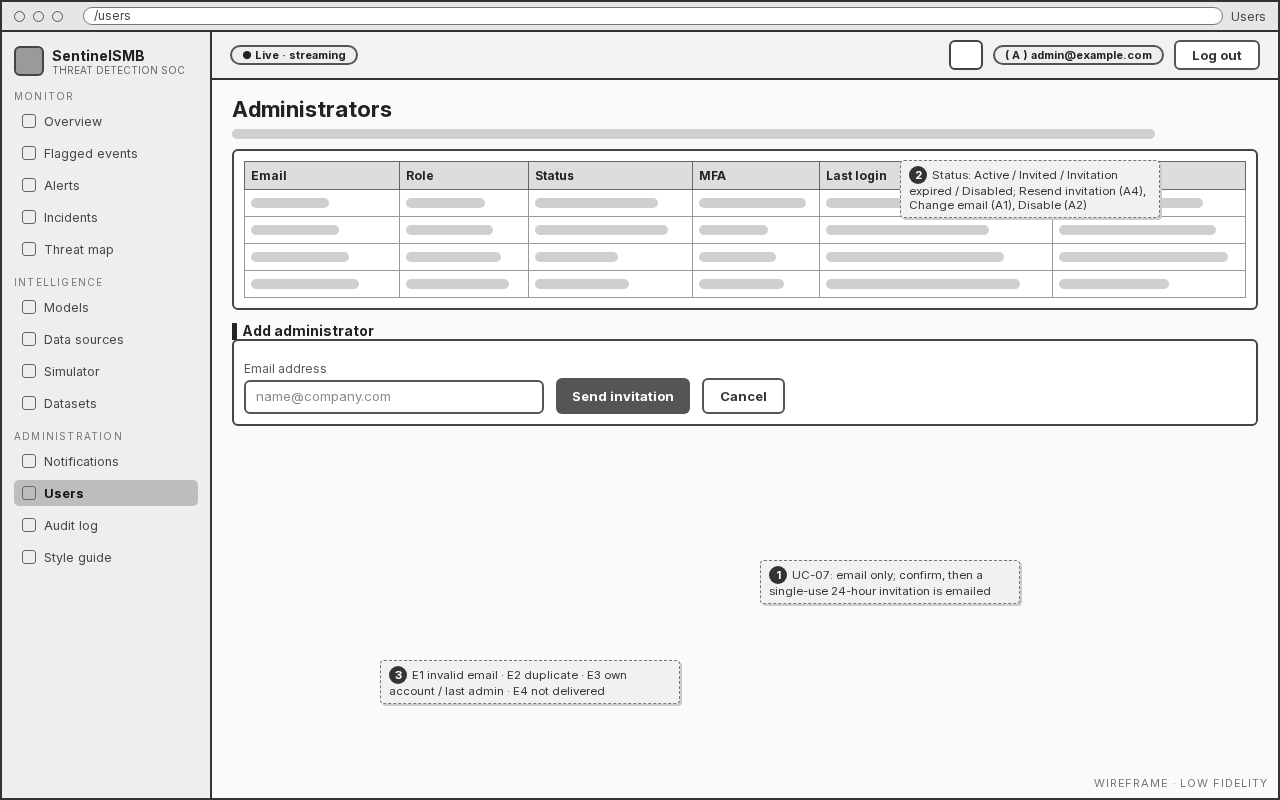 /users
Users
SentinelSMB
THREAT DETECTION SOC
MONITOR
Overview
Flagged events
Alerts
Incidents
Threat map
INTELLIGENCE
Models
Data sources
Simulator
Datasets
ADMINISTRATION
Notifications
Users
Audit log
Style guide
Live · streaming
( A ) admin@example.com
Log out
Administrators
Email
Role
Status
MFA
Last login
2 Status: Active / Invited / Invitation
expired / Disabled; Resend invitation (A4),
Change email (A1), Disable (A2)
Add administrator
Email address
name@company.com
Send invitation
Cancel
1 UC-07: email only; confirm, then a
single-use 24-hour invitation is emailed
3 E1 invalid email · E2 duplicate · E3 own
account / last admin · E4 not delivered
WIREFRAME · LOW FIDELITY